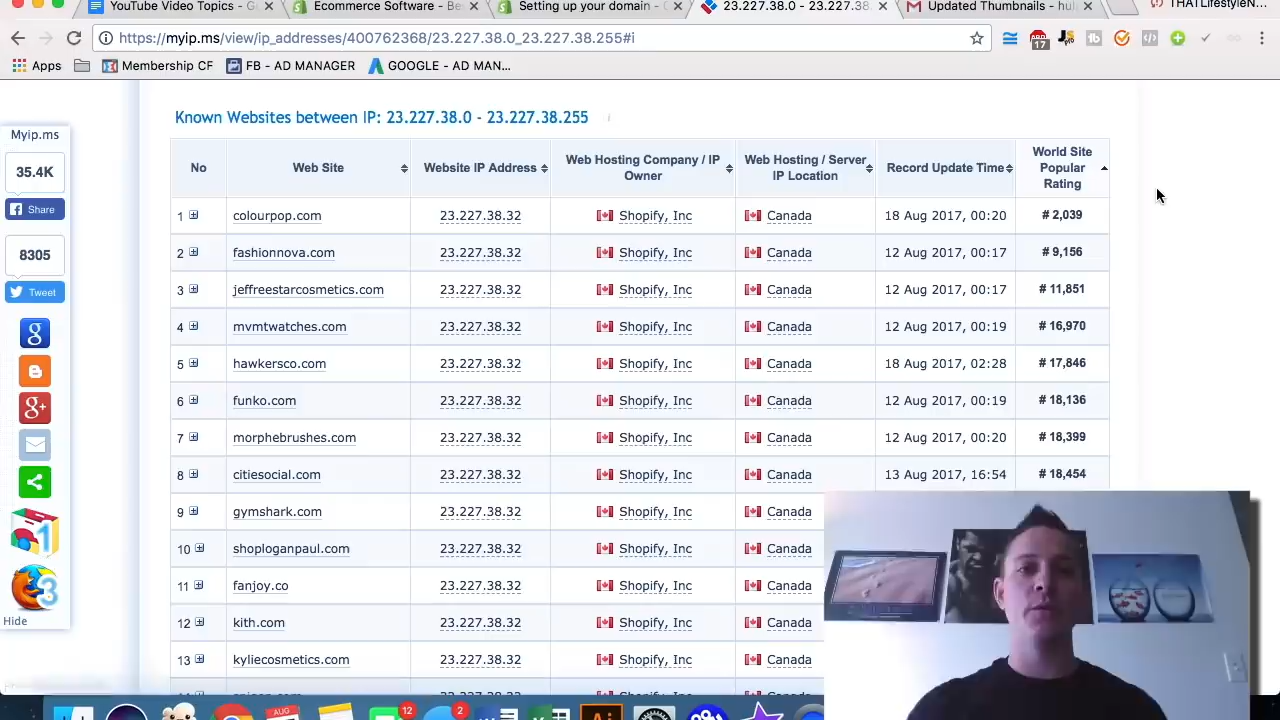 YouTube Video Topics - G
Ecommerce Software - Be
Setting up your domain -
23.227.38.0 - 23.227.38.
Updated Thumbnails - hul
THATLifestyleN
https://myip.ms/view/ip_addresses/400762368/23.227.38.0_23.227.38.255#i
17
Apps
Membership CF
FB - AD MANAGER
GOOGLE - AD MAN...
Known Websites between IP: 23.227.38.0 - 23.227.38.255
Myip.ms
35.4K
Share
8305
Tweet
1
3
Hide
No Web Site Website IP Address Web Hosting Company / IP Owner Web Hosting / Server IP Location Record Update Time World Site Popular Rating
1 colourpop.com 23.227.38.32 Shopify, Inc Canada 18 Aug 2017, 00:20 # 2,039
2 fashionnova.com 23.227.38.32 Shopify, Inc Canada 12 Aug 2017, 00:17 # 9,156
3 jeffreestarcosmetics.com 23.227.38.32 Shopify, Inc Canada 12 Aug 2017, 00:17 # 11,851
4 mvmtwatches.com 23.227.38.32 Shopify, Inc Canada 12 Aug 2017, 00:19 # 16,970
5 hawkersco.com 23.227.38.32 Shopify, Inc Canada 18 Aug 2017, 02:28 # 17,846
6 funko.com 23.227.38.32 Shopify, Inc Canada 12 Aug 2017, 00:19 # 18,136
7 morphebrushes.com 23.227.38.32 Shopify, Inc Canada 12 Aug 2017, 00:20 # 18,399
8 citiesocial.com 23.227.38.32 Shopify, Inc Canada 13 Aug 2017, 16:54 # 18,454
9 gymshark.com 23.227.38.32 Shopify, Inc Canada
10 shoploganpaul.com 23.227.38.32 Shopify, Inc Canada
11 fanjoy.co 23.227.38.32 Shopify, Inc Canada
12 kith.com 23.227.38.32 Shopify, Inc Canada
13 kyliecosmetics.com 23.227.38.32 Shopify, Inc Canada
AUG
12
2